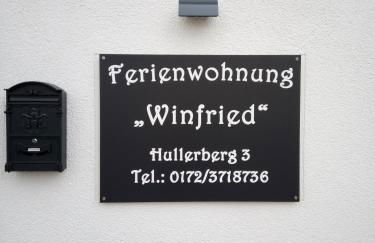 Ferienwohnung
„Winfried“
Hullerberg 3
Tel.: 0172/3718736